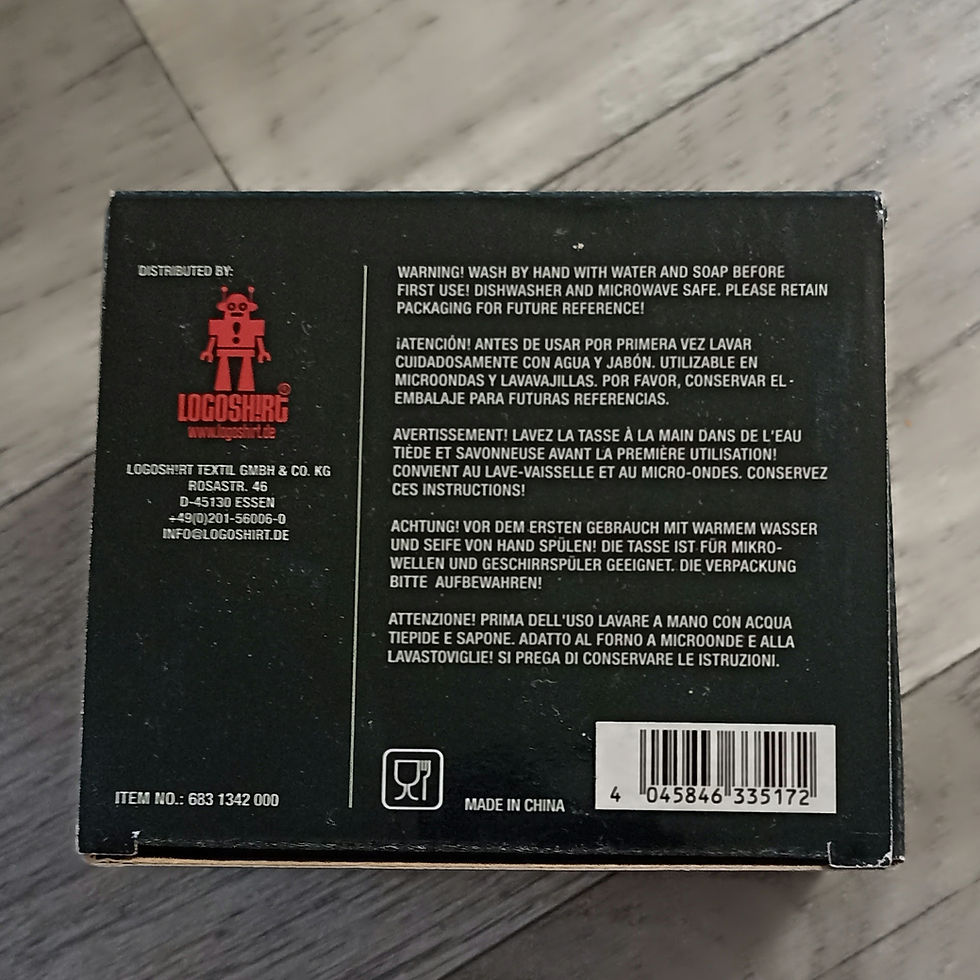 DISTRIBUTED BY:
LOGOSH!RT
www.logoshirt.de
LOGOSH!RT TEXTIL GMBH & CO. KG
ROSASTR. 46
D-45130 ESSEN
+49(0)201-56006-0
INFO@LOGOSHIRT.DE
ITEM NO.: 683 1342 000
WARNING! WASH BY HAND WITH WATER AND SOAP BEFORE
FIRST USE! DISHWASHER AND MICROWAVE SAFE. PLEASE RETAIN
PACKAGING FOR FUTURE REFERENCE!
¡ATENCIÓN! ANTES DE USAR POR PRIMERA VEZ LAVAR
CUIDADOSAMENTE CON AGUA Y JABÓN. UTILIZABLE EN
MICROONDAS Y LAVAVAJILLAS. POR FAVOR, CONSERVAR EL -
EMBALAJE PARA FUTURAS REFERENCIAS.
AVERTISSEMENT! LAVEZ LA TASSE À LA MAIN DANS DE L'EAU
TIÈDE ET SAVONNEUSE AVANT LA PREMIÈRE UTILISATION!
CONVIENT AU LAVE-VAISSELLE ET AU MICRO-ONDES. CONSERVEZ
CES INSTRUCTIONS!
ACHTUNG! VOR DEM ERSTEN GEBRAUCH MIT WARMEM WASSER
UND SEIFE VON HAND SPÜLEN! DIE TASSE IST FÜR MIKRO-
WELLEN UND GESCHIRRSPÜLER GEEIGNET. DIE VERPACKUNG
BITTE AUFBEWAHREN!
ATTENZIONE! PRIMA DELL'USO LAVARE A MANO CON ACQUA
TIEPIDE E SAPONE. ADATTO AL FORNO A MICROONDE E ALLA
LAVASTOVIGLIE! SI PREGA DI CONSERVARE LE ISTRUZIONI.
MADE IN CHINA
4 045846 335172